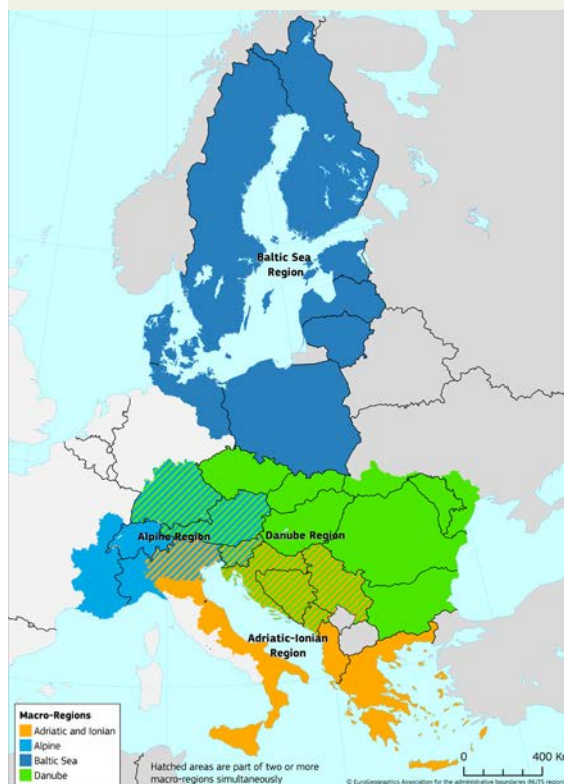 Baltic Sea
Region
Alpine Region
Danube Region
Adriatic-Ionian
Region
Macro-Regions
Adriatic and Ionian
Alpine
Baltic Sea
Danube
Hatched areas are part of two or more
macro-regions simultaneously
0 400 Km
© EuroGeographics Association for the administrative boundaries (NUTS regions